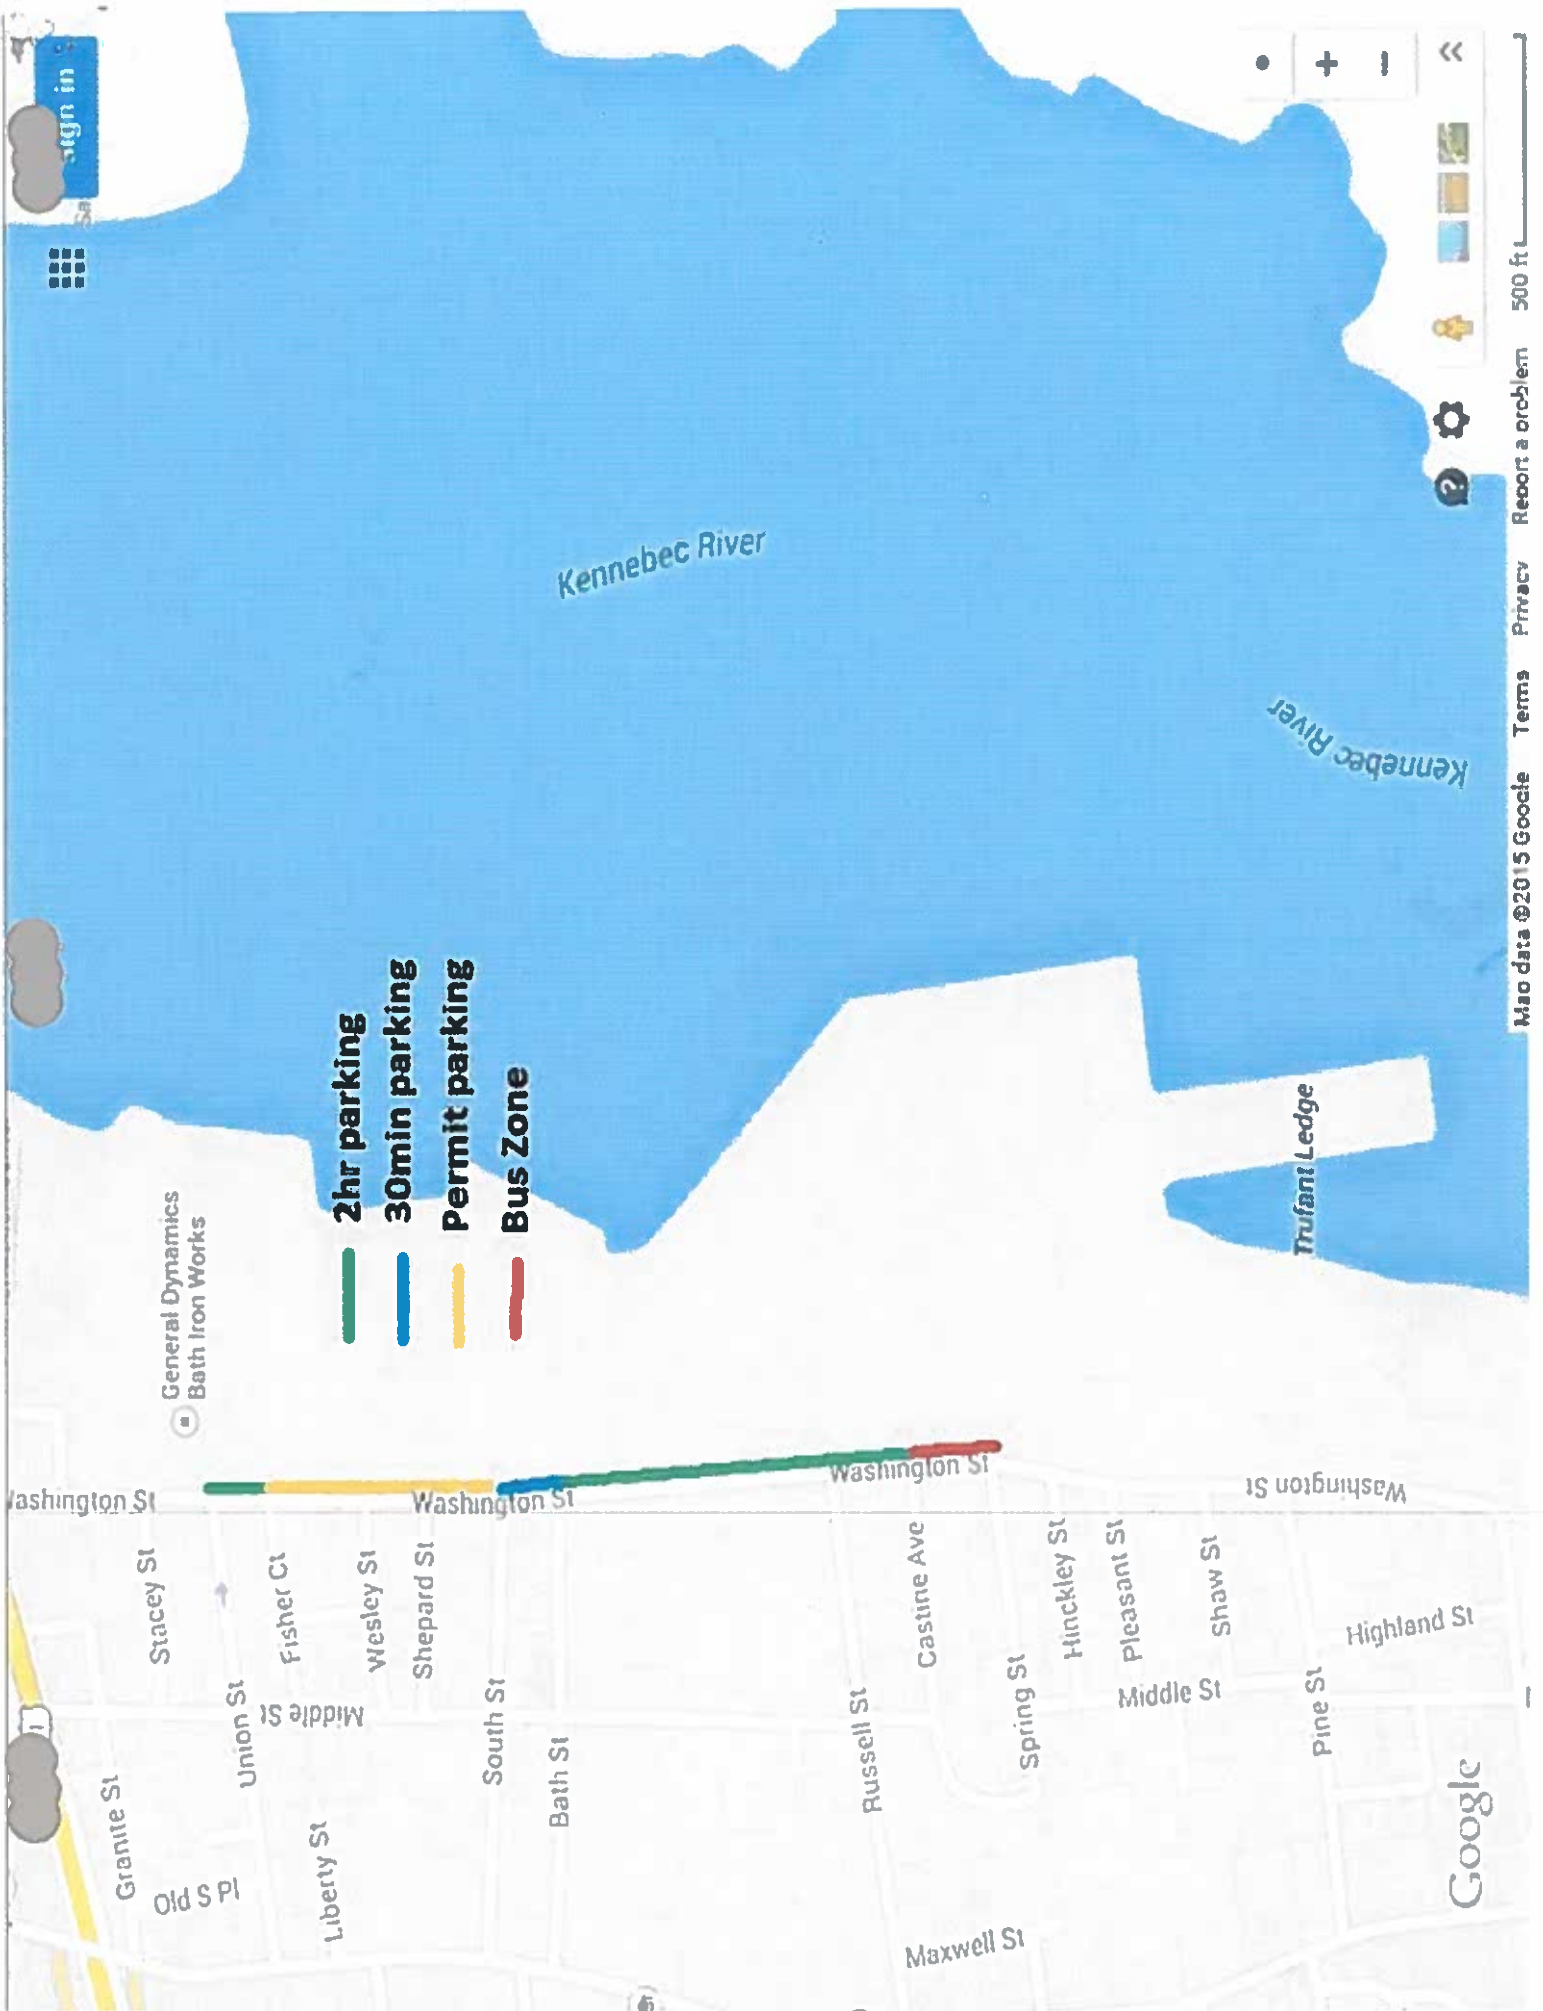 sign in
Kennebec River
Kennebec River
2hr parking
30min parking
Permit parking
Bus Zone
General Dynamics
Bath Iron Works
Trufant Ledge
Washington St
Washington St
Washington St
Stacey St
Fisher Ct
Wesley St
Shepard St
Castine Ave
Hinckley St
Pleasant St
Shaw St
Highland St
1
Union St
Middle St
South St
Bath St
Russell St
Spring St
Middle St
Pine St
Granite St
Old S Pl
Liberty St
Maxwell St
Google
Map data ©2015 Google Terms Privacy Report a problem 500 ft